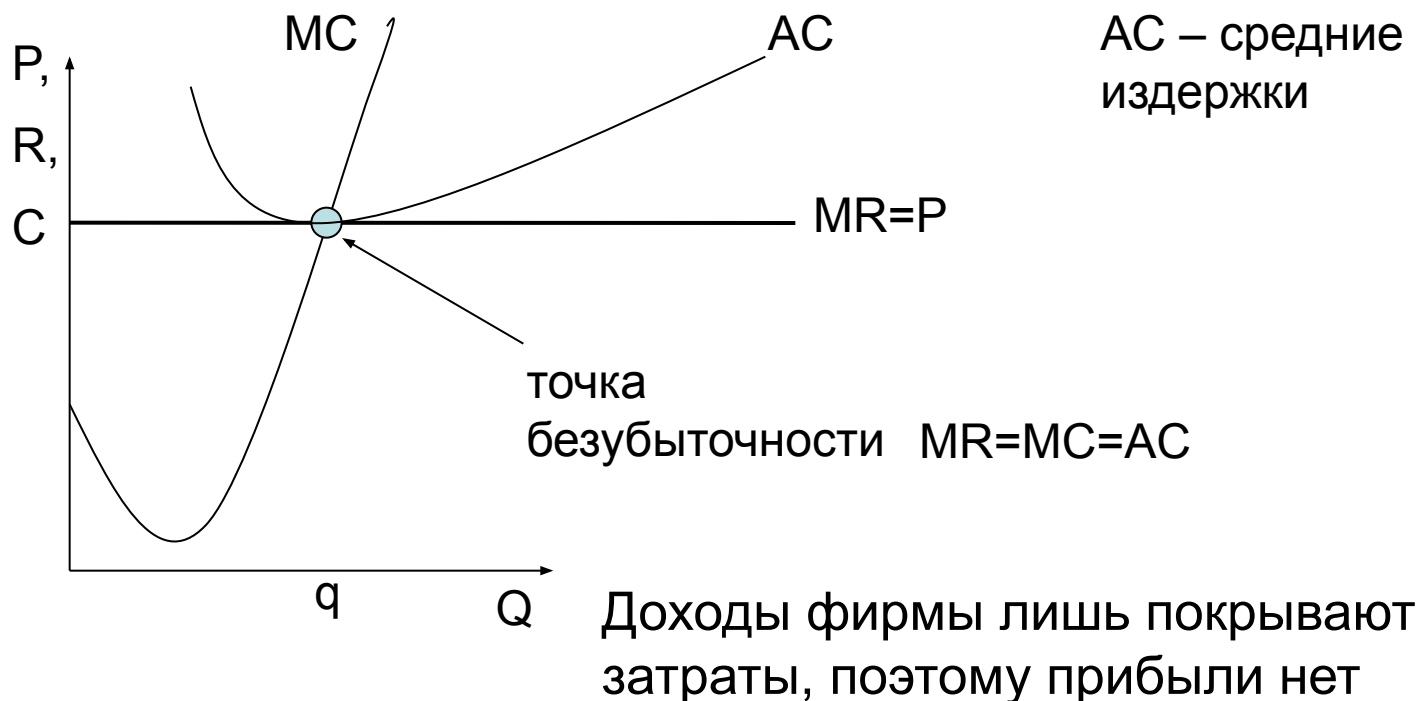 MC
AC
AC – средние
издержки
P,
R,
C
MR=P
точка
безубыточности MR=MC=AC
q
Q
Доходы фирмы лишь покрывают
затраты, поэтому прибыли нет